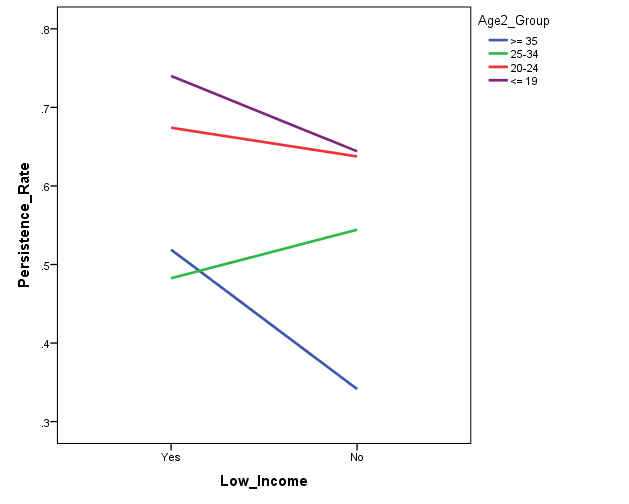 Age2_Group
>= 35
25-34
20-24
<= 19
.8
.7
.6
.5
.4
.3
Persistence_Rate
Yes
No
Low_Income